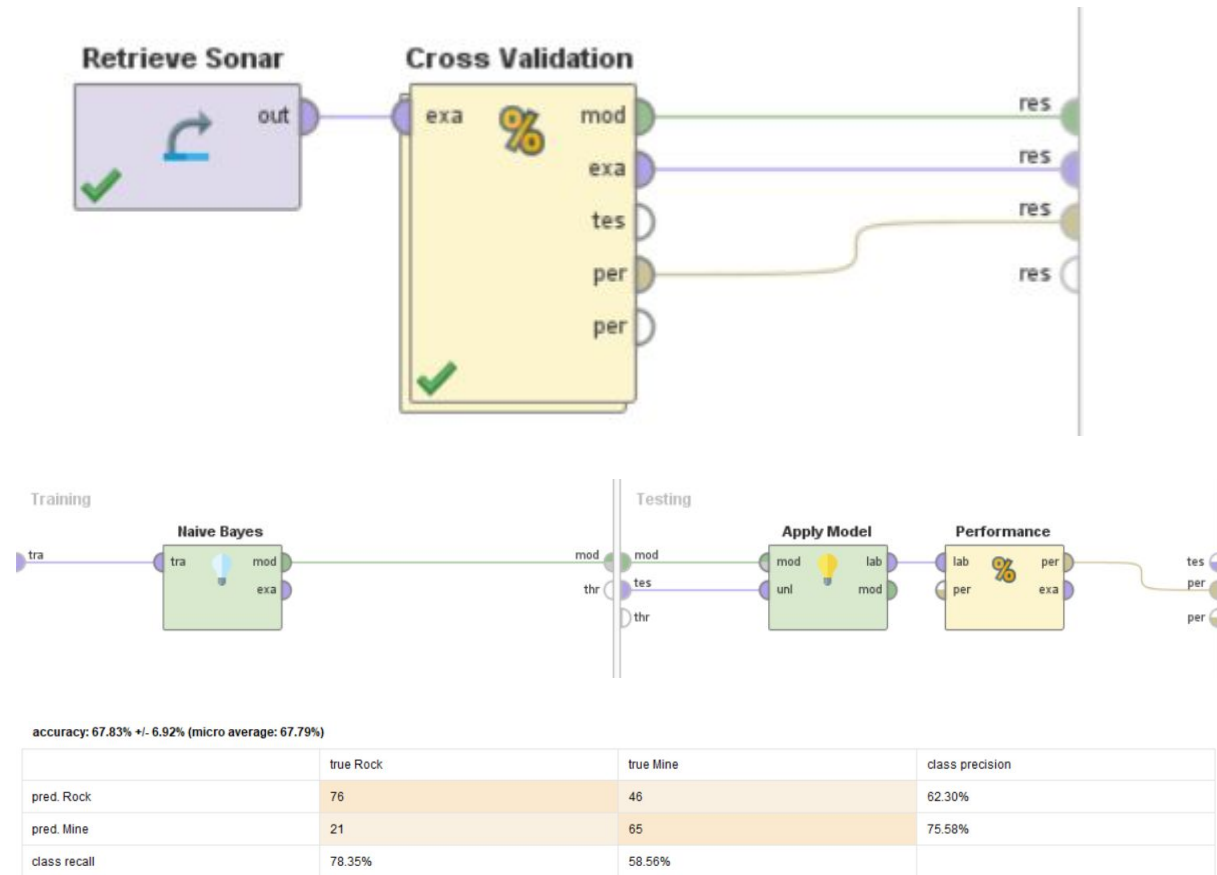 Retrieve Sonar
Cross Validation
out
exa
mod
res
exa
res
tes
res
per
res
per
Training
Testing
Naive Bayes
Apply Model
Performance
tra
tra
mod
mod
mod
mod
lab
lab
per
tes
exa
thr
tes
unl
mod
per
exa
per
thr
per
accuracy: 67.83% +/- 6.92% (micro average: 67.79%)
true Rock
true Mine
class precision
pred. Rock
76
46
62.30%
pred. Mine
21
65
75.58%
class recall
78.35%
58.56%